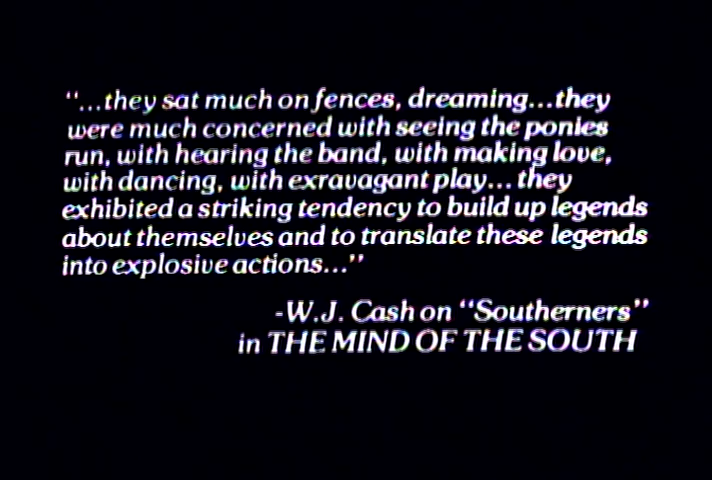 "...they sat much on fences, dreaming...they
were much concerned with seeing the ponies
run, with hearing the band, with making love,
with dancing, with exravagant play... they
exhibited a striking tendency to build up legends
about themselves and to translate these legends
into explosive actions..."
-W.J. Cash on "Southerners"
in THE MIND OF THE SOUTH